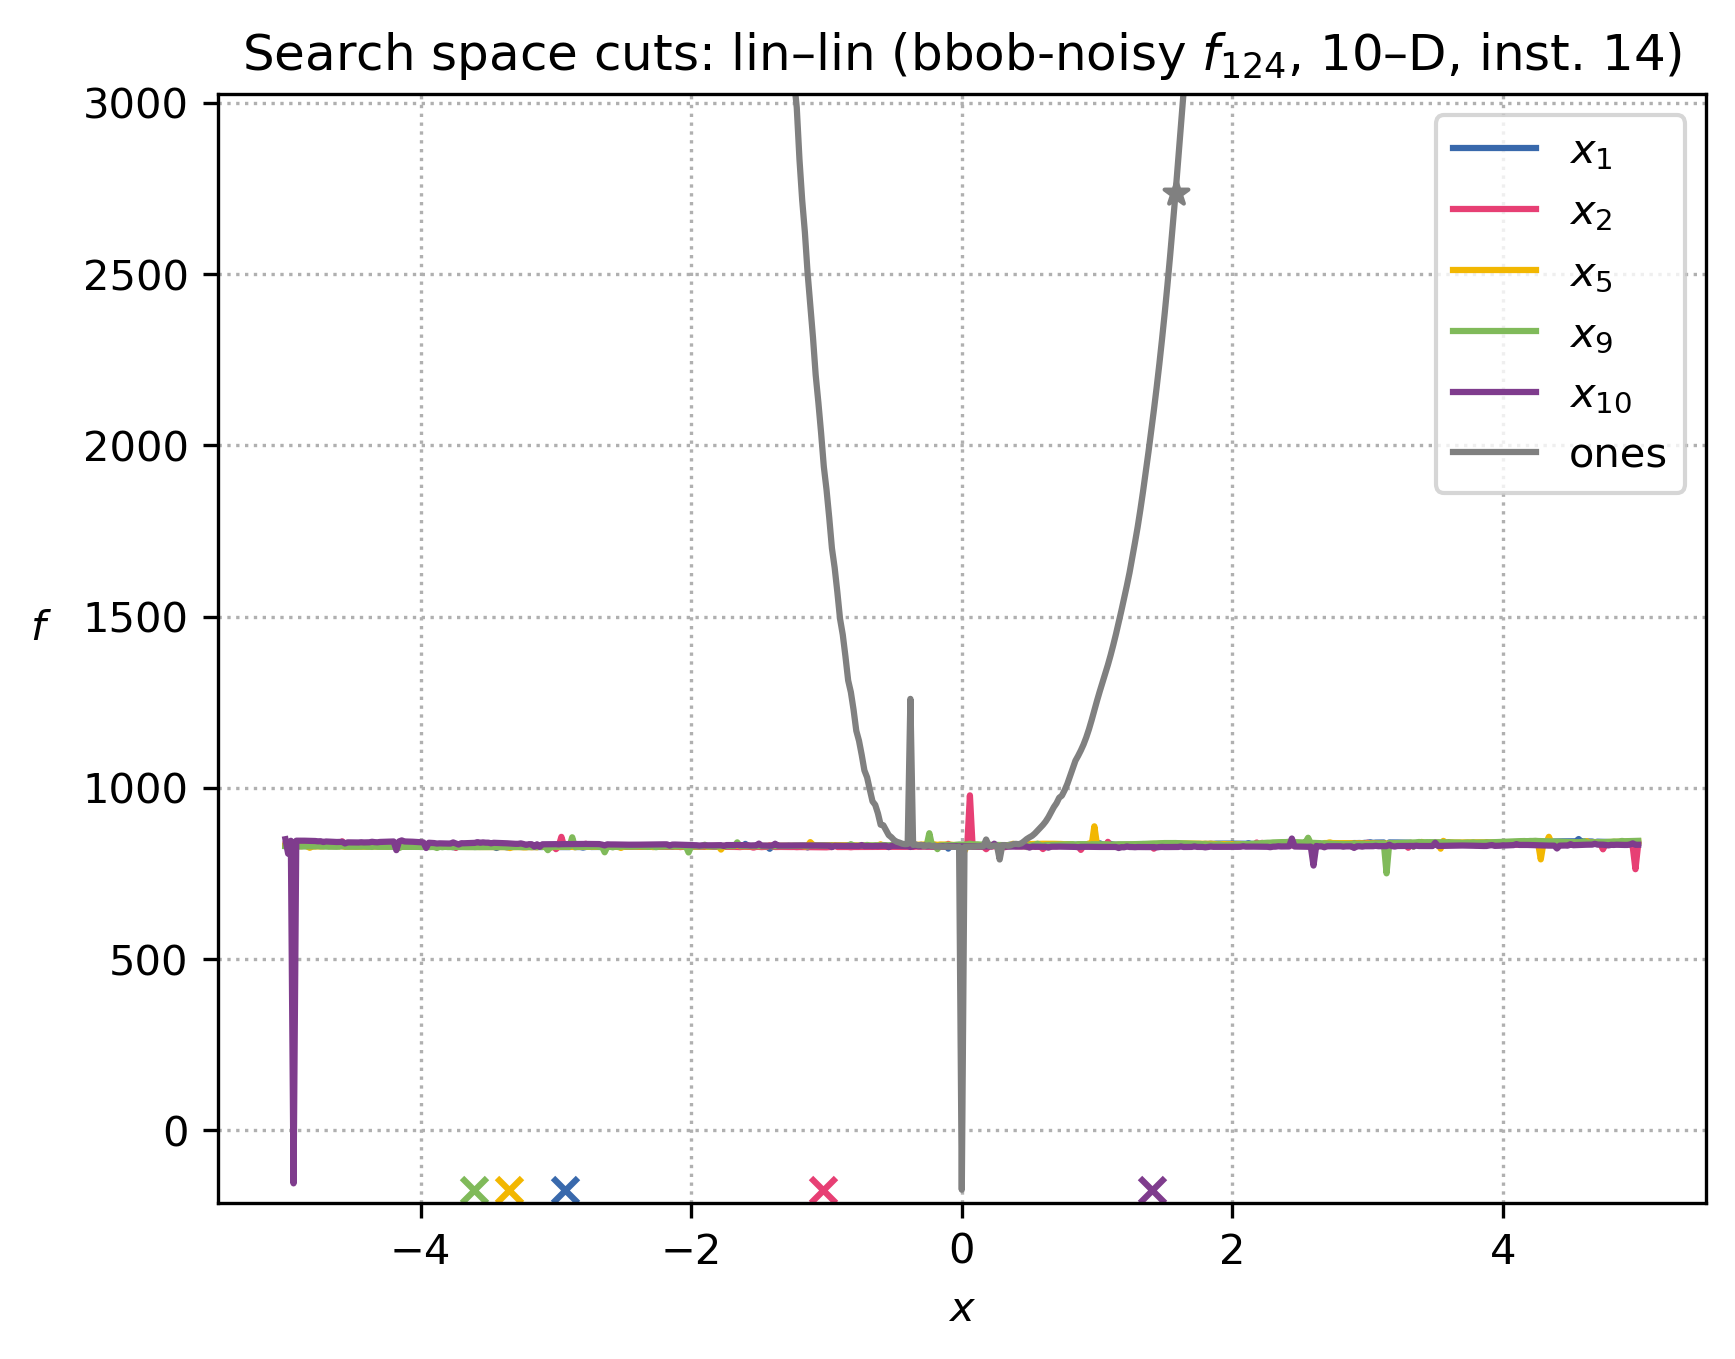 Search space cuts: lin–lin (bbob-noisy f₁₂₄, 10–D, inst. 14)
3000
2500
2000
1500
1000
500
0
f
−4
−2
0
2
4
x
x₁
x₂
x₅
x₉
x₁₀
ones